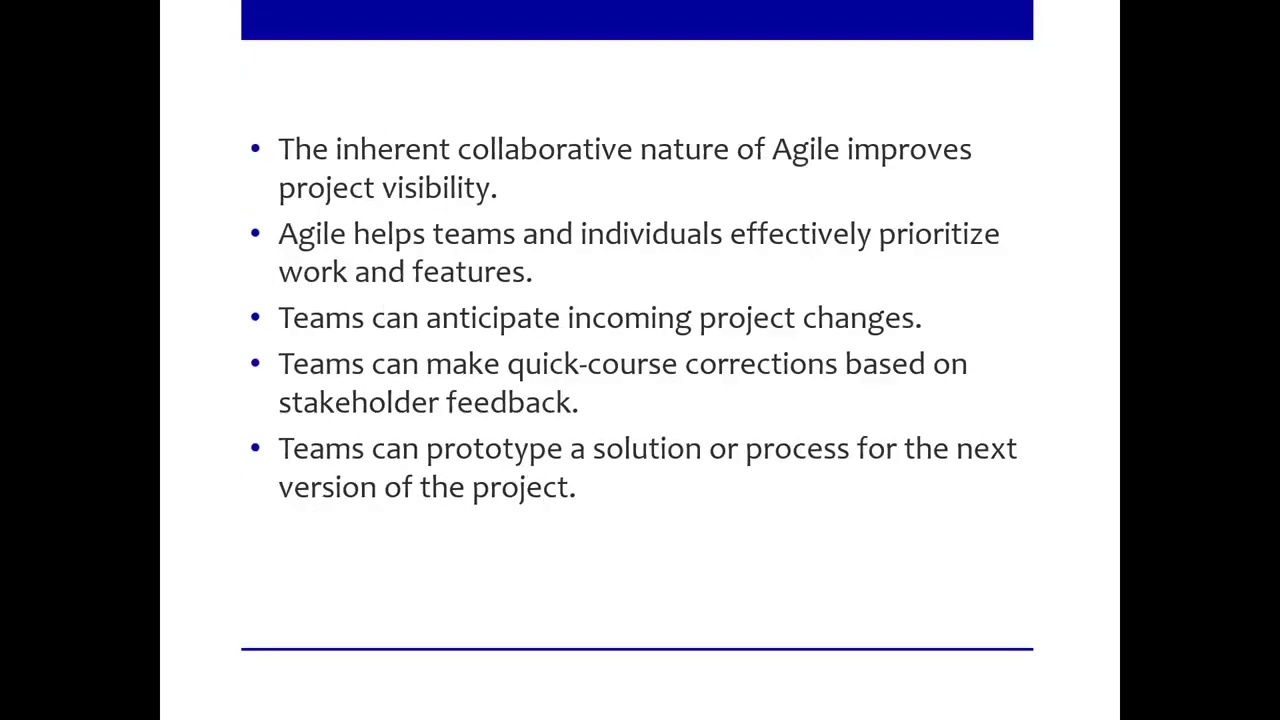 • The inherent collaborative nature of Agile improves
project visibility.
• Agile helps teams and individuals effectively prioritize
work and features.
• Teams can anticipate incoming project changes.
• Teams can make quick-course corrections based on
stakeholder feedback.
• Teams can prototype a solution or process for the next
version of the project.